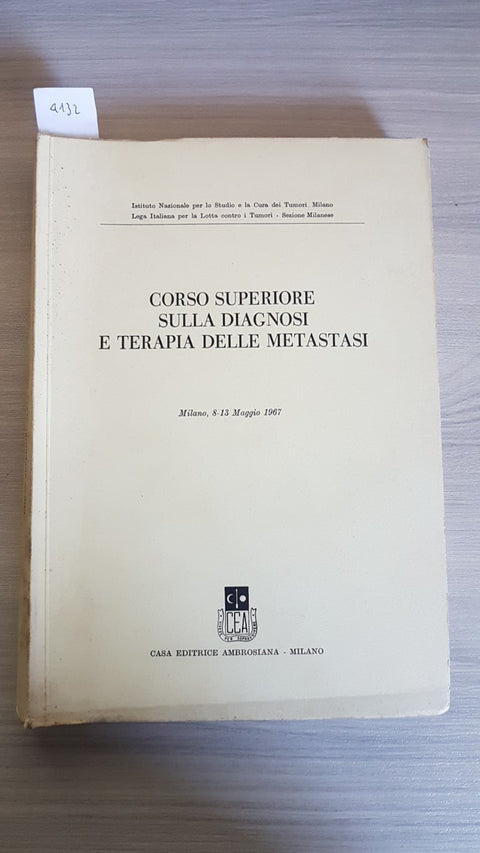 4132
Istituto Nazionale per lo Studio e la Cura dei Tumori. Milano
Lega Italiana per la Lotta contro i Tumori - Sezione Milanese
CORSO SUPERIORE
SULLA DIAGNOSI
E TERAPIA DELLE METASTASI
Milano, 8-13 Maggio 1967
CEA
CASA EDITRICE AMBROSIANA - MILANO